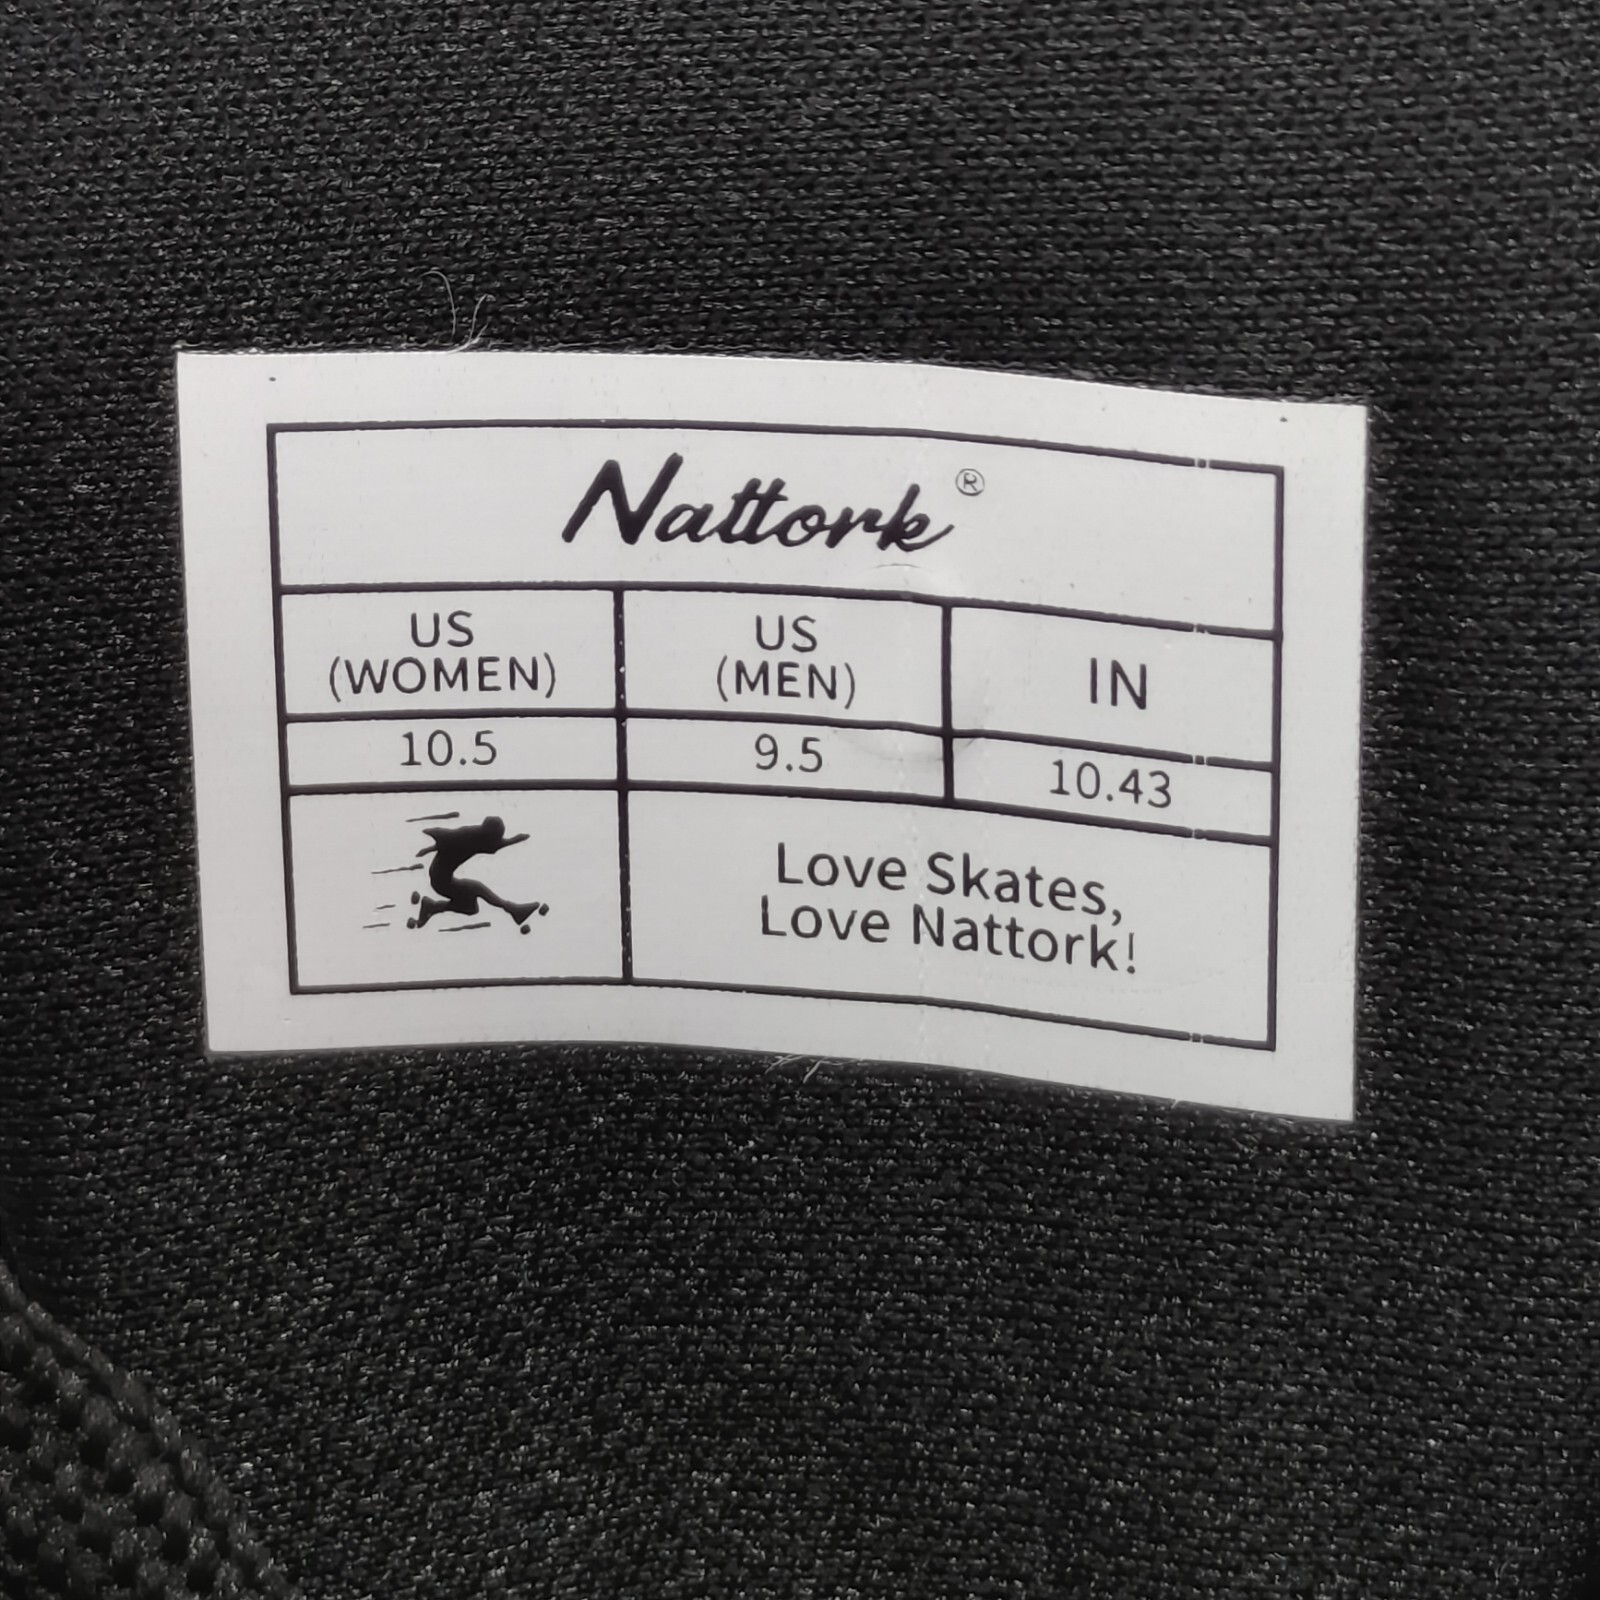 Nattork®
US
(WOMEN)
US
(MEN)
IN
10.5
9.5
10.43
Love Skates,
Love Nattork!